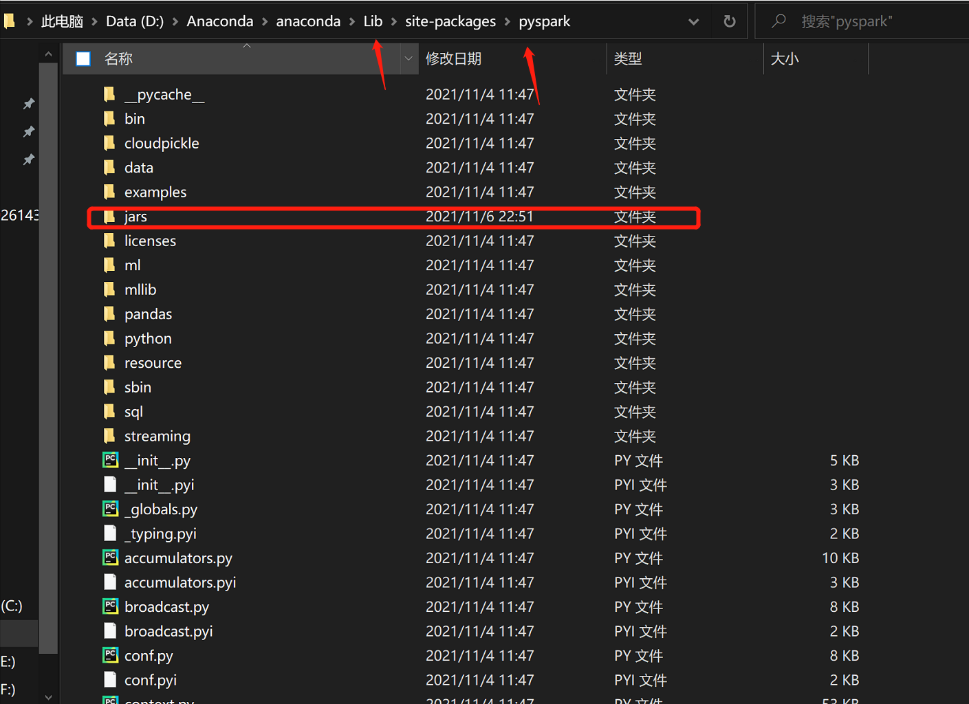 此电脑 > Data (D:) > Anaconda > anaconda > Lib > site-packages > pyspark 搜索"pyspark"
名称 修改日期 类型 大小
__pycache__ 2021/11/4 11:47 文件夹
bin 2021/11/4 11:47 文件夹
cloudpickle 2021/11/4 11:47 文件夹
data 2021/11/4 11:47 文件夹
examples 2021/11/4 11:47 文件夹
26143 jars 2021/11/6 22:51 文件夹
licenses 2021/11/4 11:47 文件夹
ml 2021/11/4 11:47 文件夹
mllib 2021/11/4 11:47 文件夹
pandas 2021/11/4 11:47 文件夹
python 2021/11/4 11:47 文件夹
resource 2021/11/4 11:47 文件夹
sbin 2021/11/4 11:47 文件夹
sql 2021/11/4 11:47 文件夹
streaming 2021/11/4 11:47 文件夹
__init__.py 2021/11/4 11:47 PY 文件 5 KB
__init__.pyi 2021/11/4 11:47 PYI 文件 3 KB
_globals.py 2021/11/4 11:47 PY 文件 3 KB
_typing.pyi 2021/11/4 11:47 PYI 文件 2 KB
accumulators.py 2021/11/4 11:47 PY 文件 10 KB
accumulators.pyi 2021/11/4 11:47 PYI 文件 3 KB
(C:) broadcast.py 2021/11/4 11:47 PY 文件 8 KB
broadcast.pyi 2021/11/4 11:47 PYI 文件 2 KB
E:) conf.py 2021/11/4 11:47 PY 文件 8 KB
F:) conf.pyi 2021/11/4 11:47 PYI 文件 2 KB
context.py 2021/11/4 11:47 PY 文件 53 KB